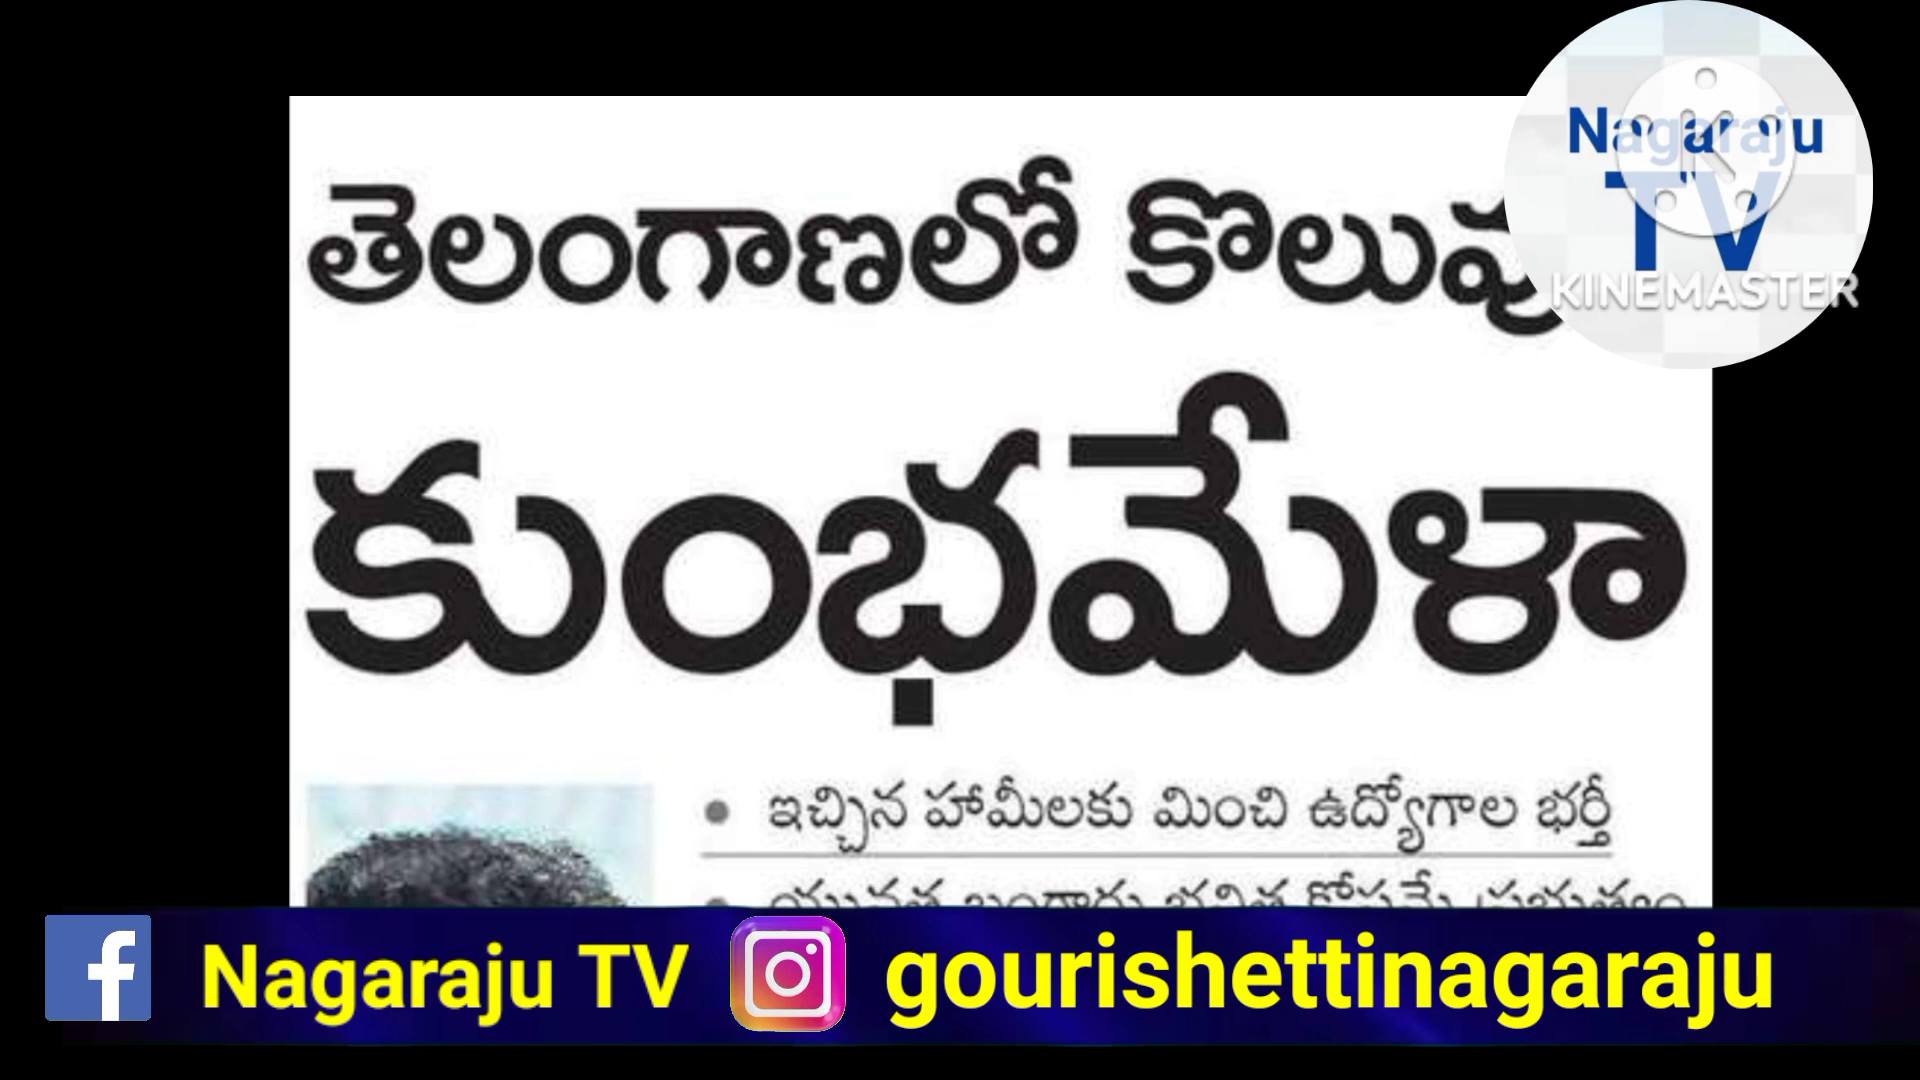 Nagaraju
TV
KINEMASTER
తెలంగాణలో
కుంభమేళా
• ఇచ్చిన హామీలకు మించి ఉద్యోగాల భర్తీ
Nagaraju TV
gourishettinagaraju